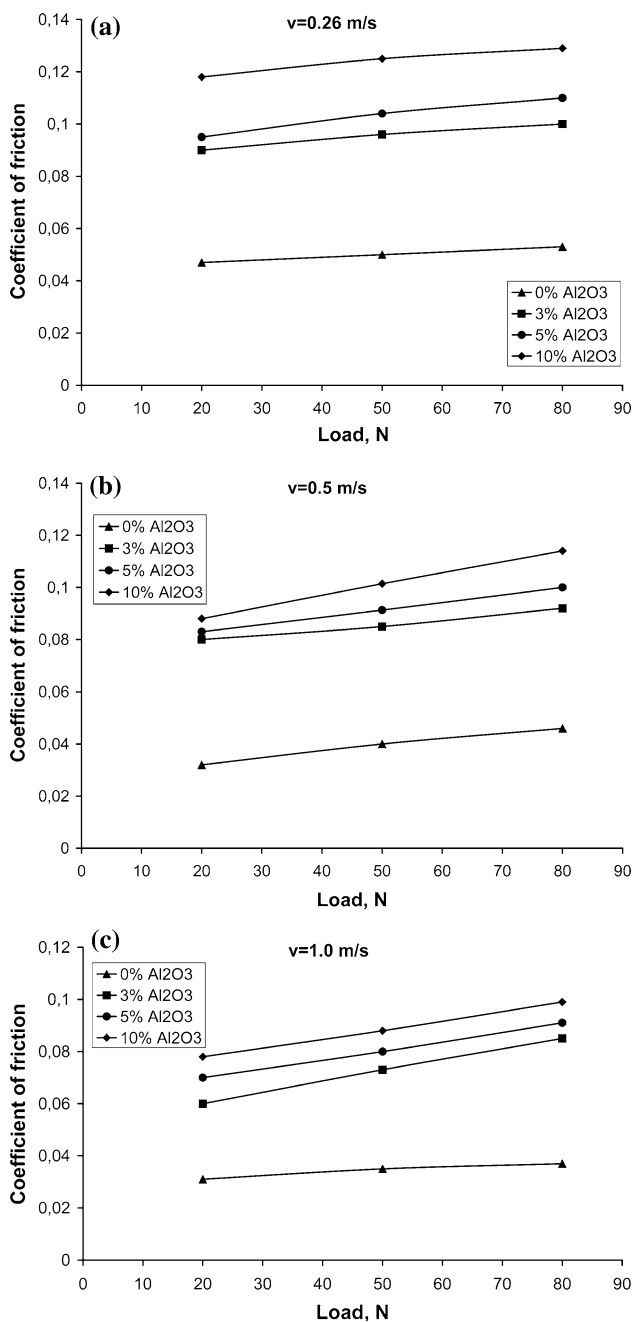 (a)
v=0.26 m/s
0,14
0,12
0,1
0,08
0,06
0,04
0,02
0
Coefficient of friction
0% Al2O3
3% Al2O3
5% Al2O3
10% Al2O3
0 10 20 30 40 50 60 70 80 90
Load, N
(b)
v=0.5 m/s
0,14
0,12
0,1
0,08
0,06
0,04
0,02
0
Coefficient of friction
0% Al2O3
3% Al2O3
5% Al2O3
10% Al2O3
0 10 20 30 40 50 60 70 80 90
Load, N
(c)
v=1.0 m/s
0,12
0,1
0,08
0,06
0,04
0,02
0
Coefficient of friction
0% Al2O3
3% Al2O3
5% Al2O3
10% Al2O3
0 10 20 30 40 50 60 70 80 90
Load, N